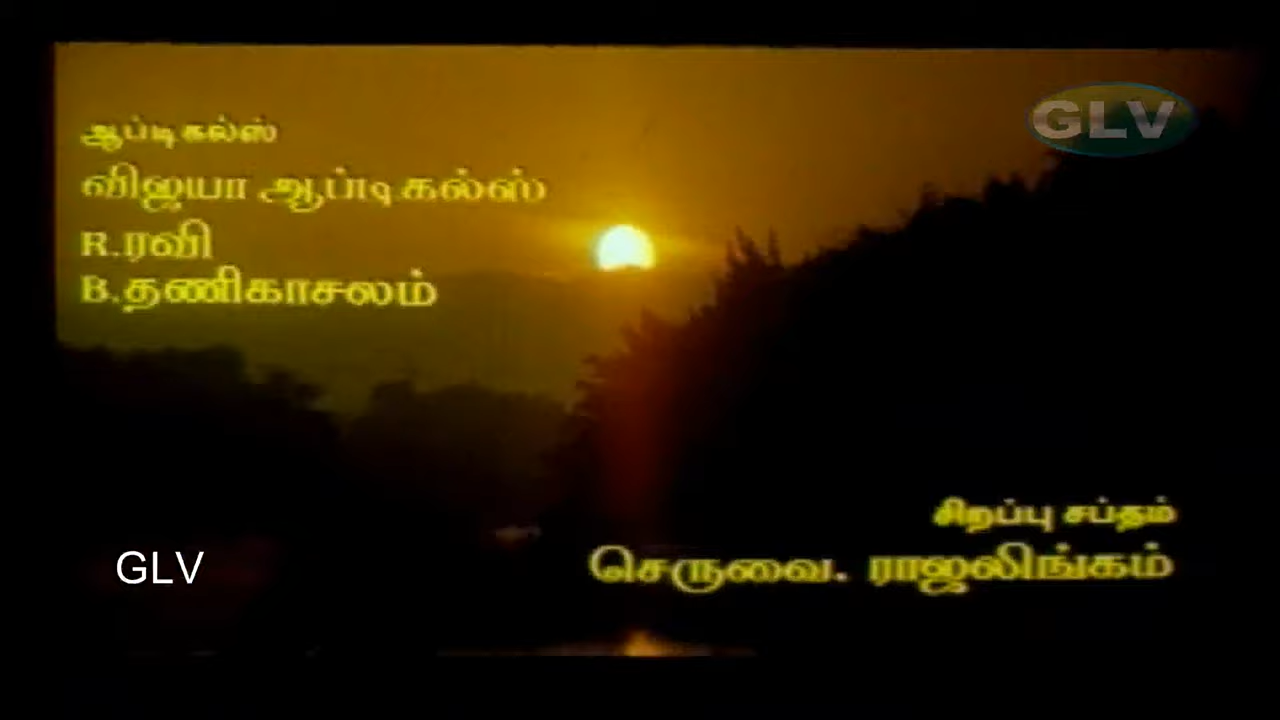 ஆப்டிகல்ஸ்
விஜயா ஆப்டிகல்ஸ்
R.ரவி
B.தணிகாசலம்
GLV
சிறப்பு சப்தம்
செருவை. ராஜலிங்கம்
GLV